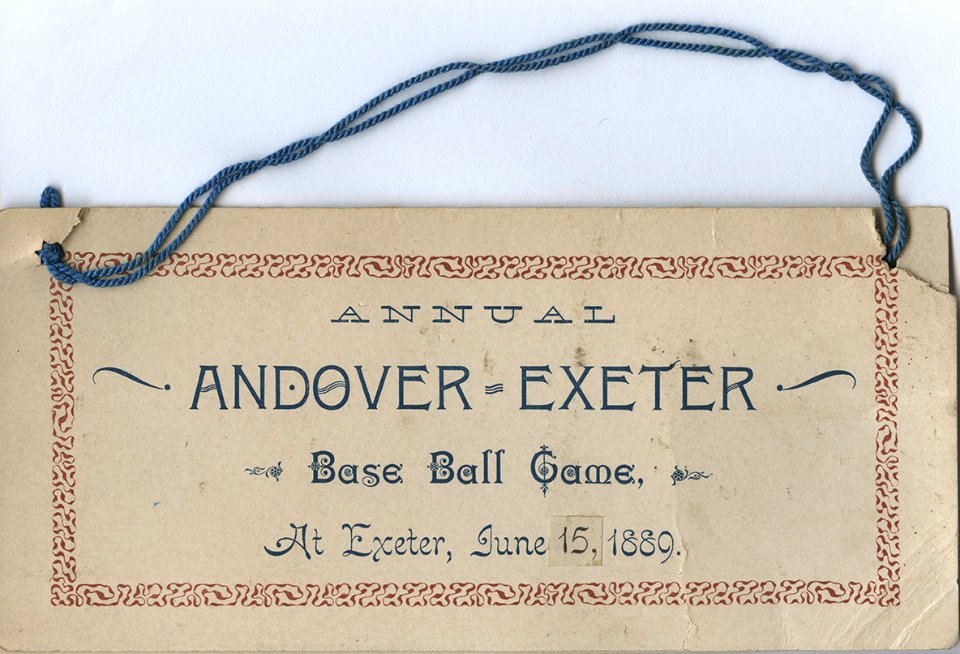 ANNUAL
ANDOVER = EXETER
Base Ball Game,
At Exeter, June 15, 1889.